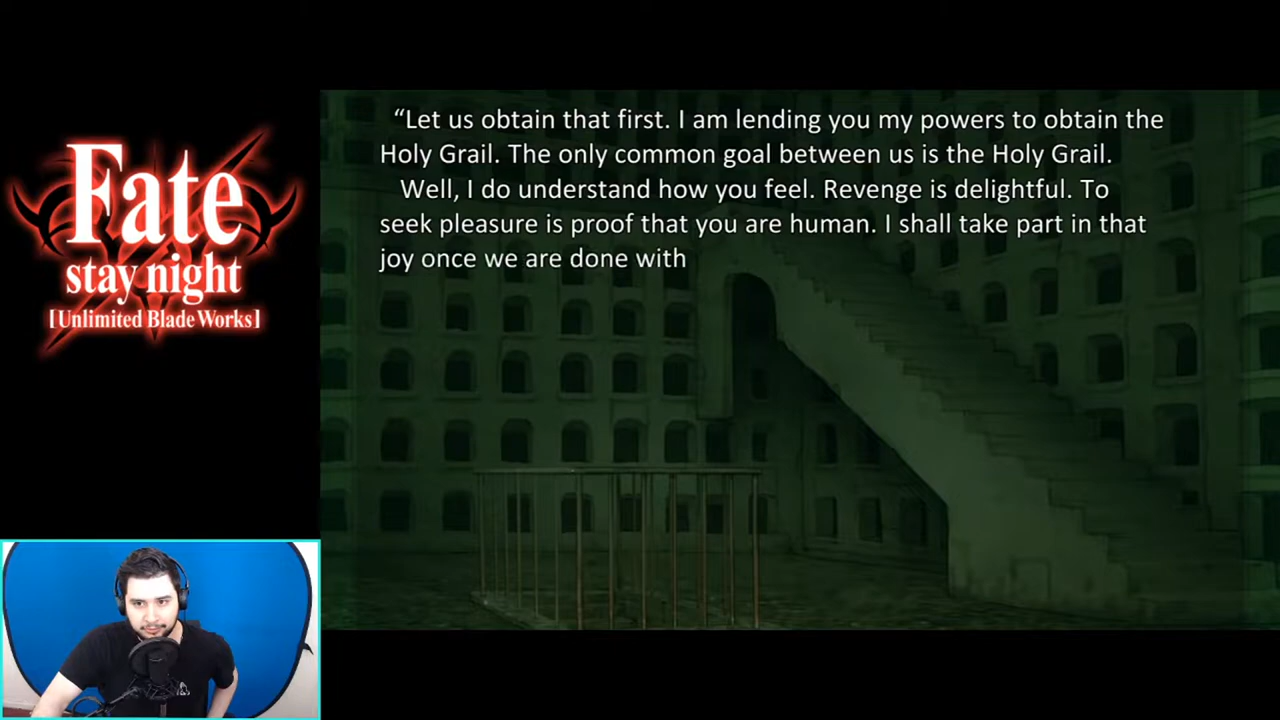 Fate
stay night
[Unlimited Blade Works]
“Let us obtain that first. I am lending you my powers to obtain the
Holy Grail. The only common goal between us is the Holy Grail.
Well, I do understand how you feel. Revenge is delightful. To
seek pleasure is proof that you are human. I shall take part in that
joy once we are done with